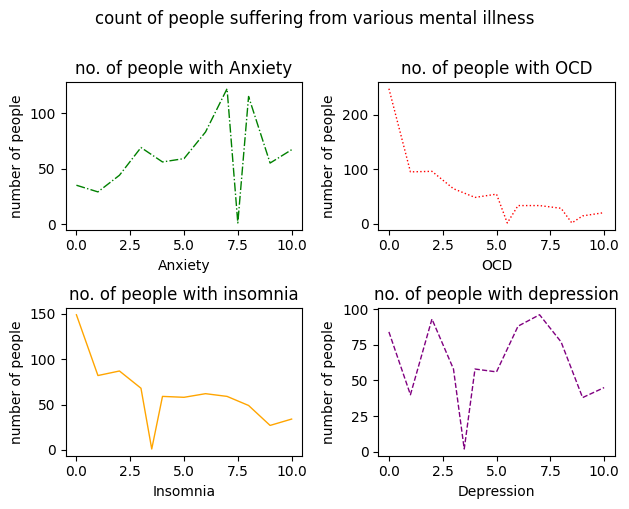 count of people suffering from various mental illness
no. of people with Anxiety
number of people
100
50
0
0.0 2.5 5.0 7.5 10.0
Anxiety
no. of people with OCD
number of people
200
100
0
0.0 2.5 5.0 7.5 10.0
OCD
no. of people with insomnia
number of people
150
100
50
0
0.0 2.5 5.0 7.5 10.0
Insomnia
no. of people with depression
number of people
100
75
50
25
0
0.0 2.5 5.0 7.5 10.0
Depression